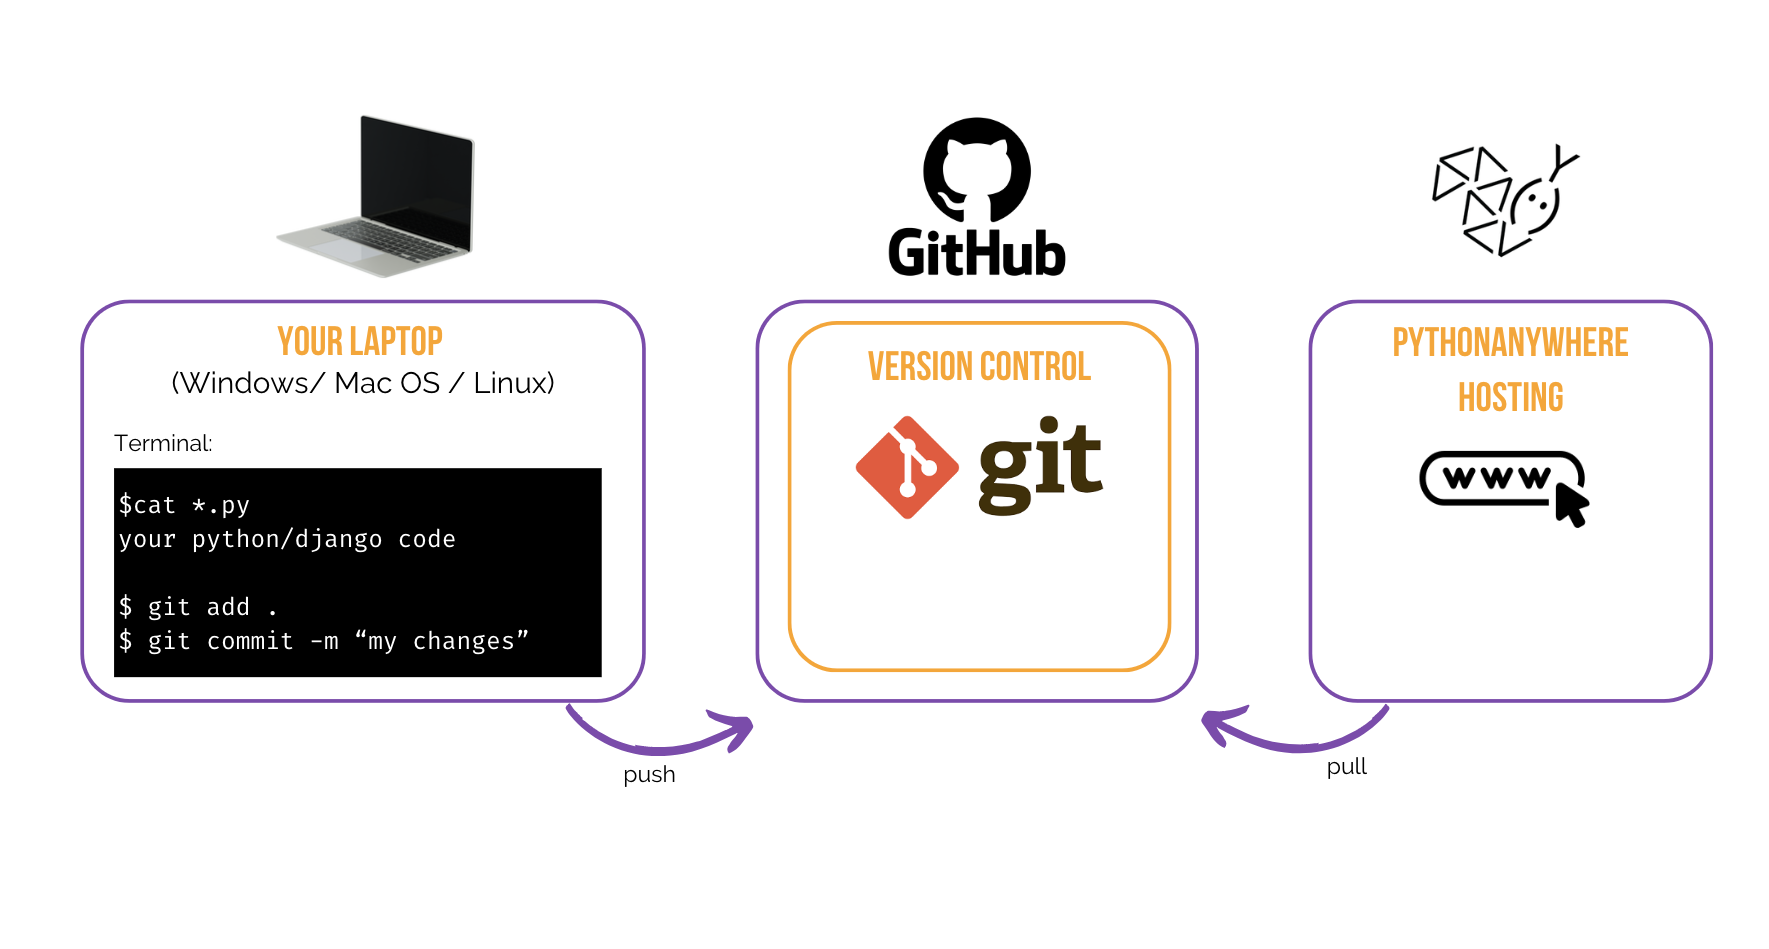 GitHub
YOUR LAPTOP
(Windows/ Mac OS / Linux)
Terminal:
$cat *.py
your python/django code
$ git add .
$ git commit -m “my changes”
VERSION CONTROL
git
PYTHONANYWHERE
HOSTING
www
push
pull